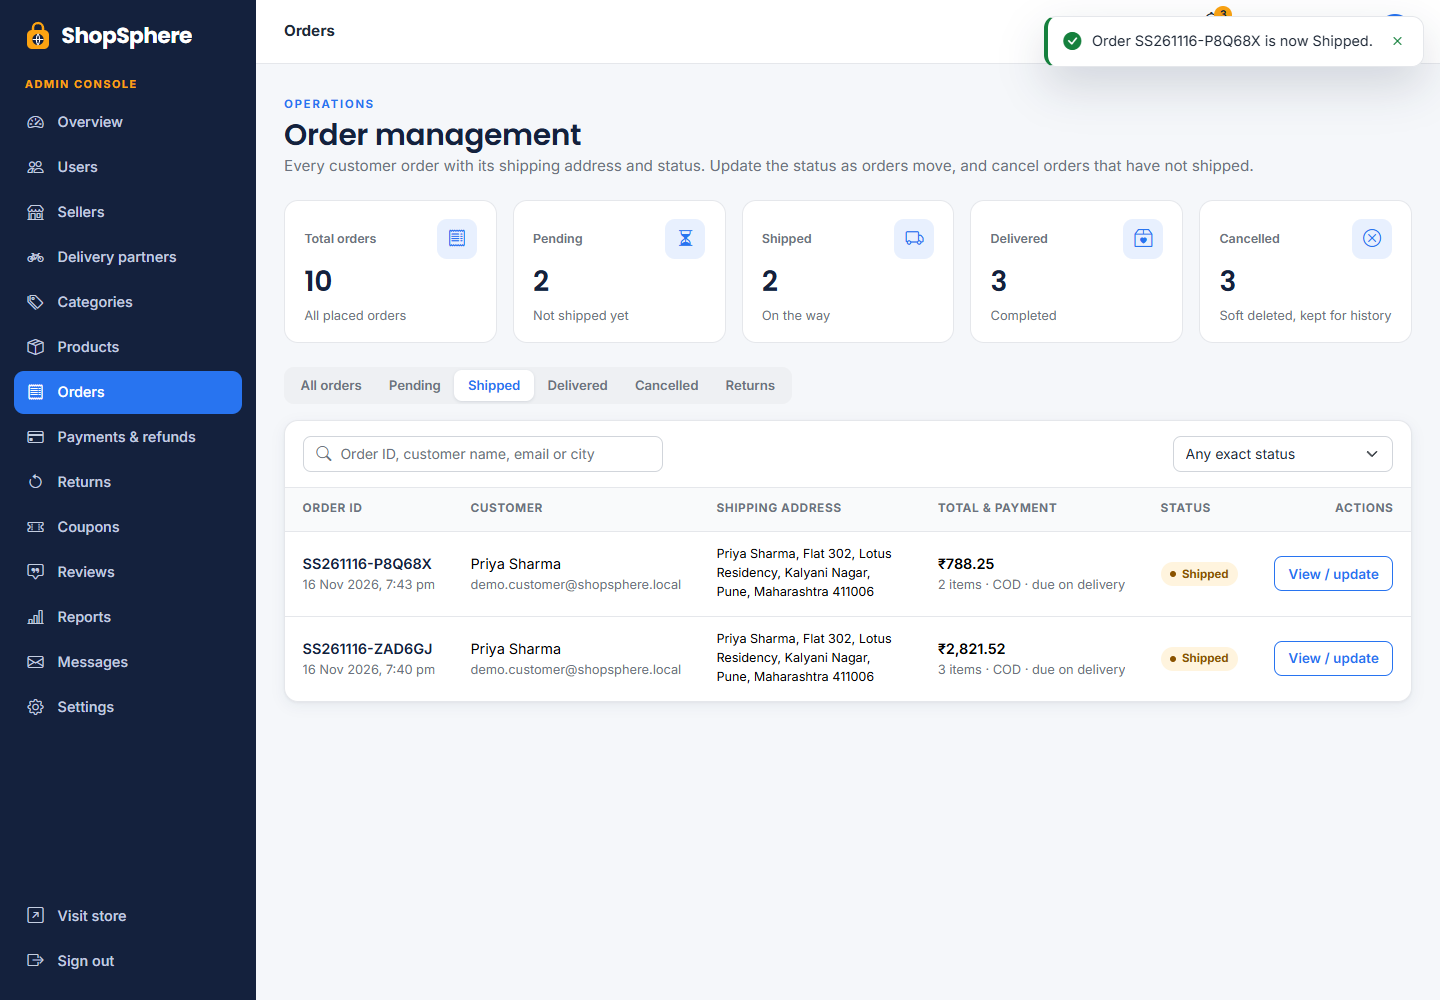 ShopSphere
ADMIN CONSOLE
Overview
Users
Sellers
Delivery partners
Categories
Products
Orders
Payments & refunds
Returns
Coupons
Reviews
Reports
Messages
Settings
Visit store
Sign out
Orders
3
Order SS261116-P8Q68X is now Shipped.
OPERATIONS
Order management
Every customer order with its shipping address and status. Update the status as orders move, and cancel orders that have not shipped.
Total orders
10
All placed orders
Pending
2
Not shipped yet
Shipped
2
On the way
Delivered
3
Completed
Cancelled
3
Soft deleted, kept for history
All orders Pending Shipped Delivered Cancelled Returns
Order ID, customer name, email or city
Any exact status
ORDER ID CUSTOMER SHIPPING ADDRESS TOTAL & PAYMENT STATUS ACTIONS
SS261116-P8Q68X
16 Nov 2026, 7:43 pm
Priya Sharma
demo.customer@shopsphere.local
Priya Sharma, Flat 302, Lotus
Residency, Kalyani Nagar,
Pune, Maharashtra 411006
₹788.25
2 items · COD · due on delivery
Shipped
View / update
SS261116-ZAD6GJ
16 Nov 2026, 7:40 pm
Priya Sharma
demo.customer@shopsphere.local
Priya Sharma, Flat 302, Lotus
Residency, Kalyani Nagar,
Pune, Maharashtra 411006
₹2,821.52
3 items · COD · due on delivery
Shipped
View / update